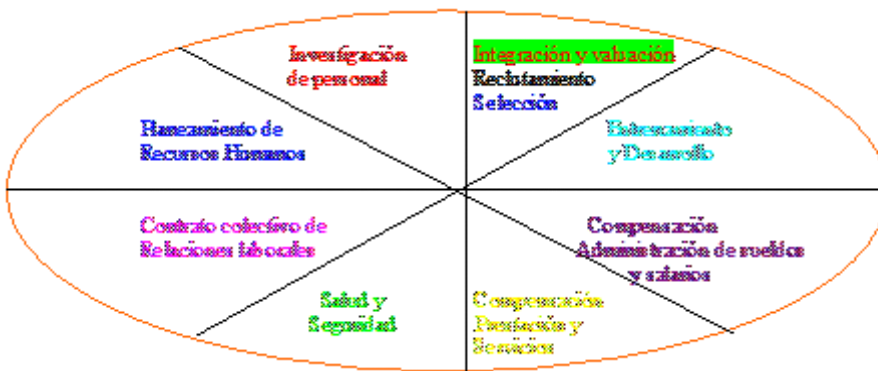 Investigación
de personal
Integración y valuación
Reclutamiento
Selección
Entrenamiento
y Desarrollo
Compensación
Administración de sueldos
y salarios
Compensación
Prestación y
Servicios
Salud y
Seguridad
Contrato colectivo de
Relaciones laborales
Planeamiento de
Recursos Humanos